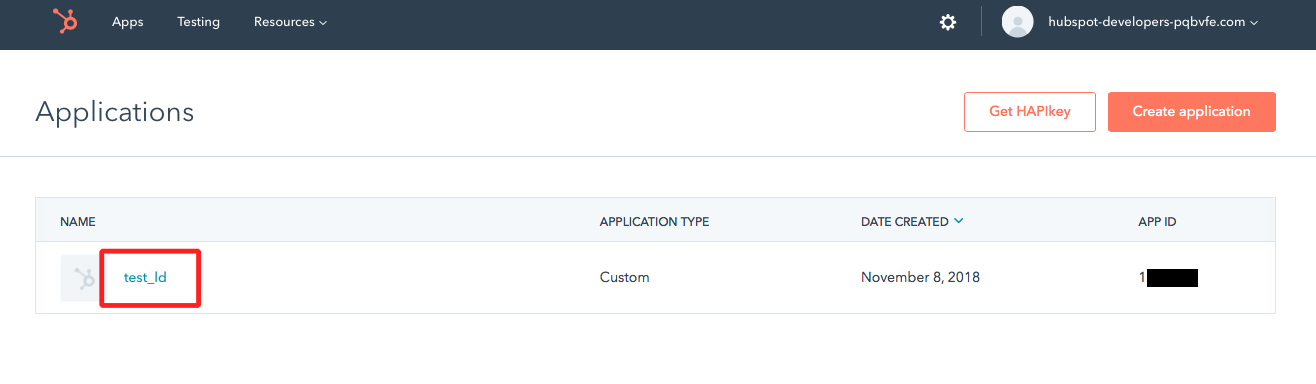 Apps Testing Resources hubspot-developers-pqbvfe.com
Applications Get HAPIkey Create application
NAME APPLICATION TYPE DATE CREATED APP ID
test_ld Custom November 8, 2018 1